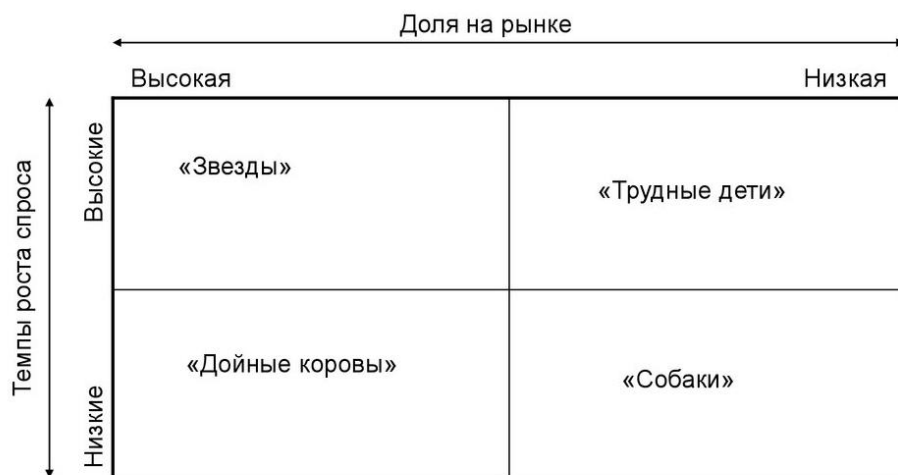 Доля на рынке
Высокая
Низкая
Темпы роста спроса
Высокие
Низкие
«Звезды»
«Трудные дети»
«Дойные коровы»
«Собаки»